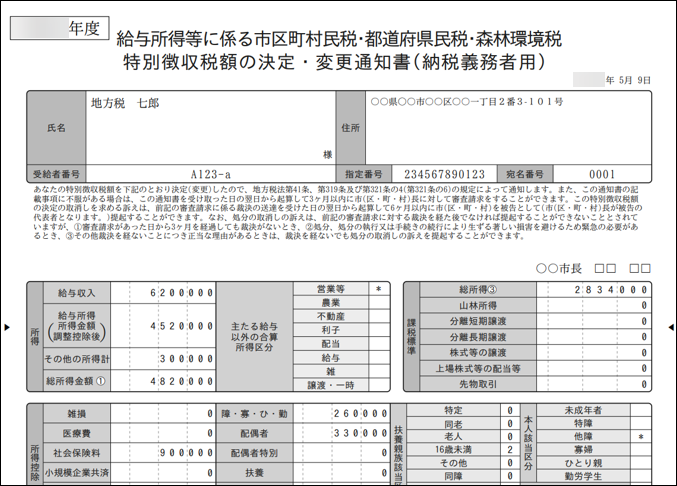 年度
給与所得等に係る市区町村民税・都道府県民税・森林環境税
特別徴収税額の決定・変更通知書(納税義務者用)
年 5月 9日
氏名
地方税 七郎
様
住所
〇〇県〇〇市〇〇区〇〇一丁目2番3-101号
受給者番号 A123-a 指定番号 234567890123 宛名番号 0001
あなたの特別徴収税額を下記のとおり決定(変更)したので、地方税法第41条、第319条及び第321条の4(第321条の6)の規定によって通知します。また、この通知書の記
載事項に不服がある場合は、この通知書を受け取った日の翌日から起算して3ヶ月以内に市(区・町・村)長に対して審査請求をすることができます。この特別徴収税額
の決定の取消しを求める訴えは、前記の審査請求に係る裁決の送達を受けた日の翌日から起算して6ヶ月以内に市(区・町・村)を被告として(市(区・町・村)長が被告の
代表者となります。)提起することができます。なお、処分の取消しの訴えは、前記の審査請求に対する裁決を経た後でなければ提起することができないこととされて
いますが、①審査請求があった日から3ヶ月を経過しても裁決がないとき、②処分、処分の執行又は手続きの続行により生ずる著しい損害を避けるため緊急の必要があ
るとき、③その他裁決を経ないことにつき正当な理由があるときは、裁決を経ないでも処分の取消しの訴えを提起することができます。
〇〇市長 □□ □□
所得
給与収入 6200000
給与所得
所得金額
(調整控除後)
4520000
その他の所得計 300000
総所得金額① 4820000
主たる給与
以外の合算
所得区分
営業等 *
農業
不動産
利子
配当
給与
雑
譲渡・一時
課税標準
総所得③ 2834000
山林所得 0
分離短期譲渡 0
分離長期譲渡 0
株式等の譲渡 0
上場株式等の配当等 0
先物取引 0
所得控除
雑損 0
医療費 0
社会保険料 900000
小規模企業共済 0
障・寡・ひ・勤 260000
配偶者 330000
配偶者特別 0
扶養 0
扶養親族該当区
特定 0
同老 0
老人 0
16歳未満 2
その他 0
同障 0
本人該当区分
未成年者
特障
他障 *
寡婦
ひとり親
勤労学生